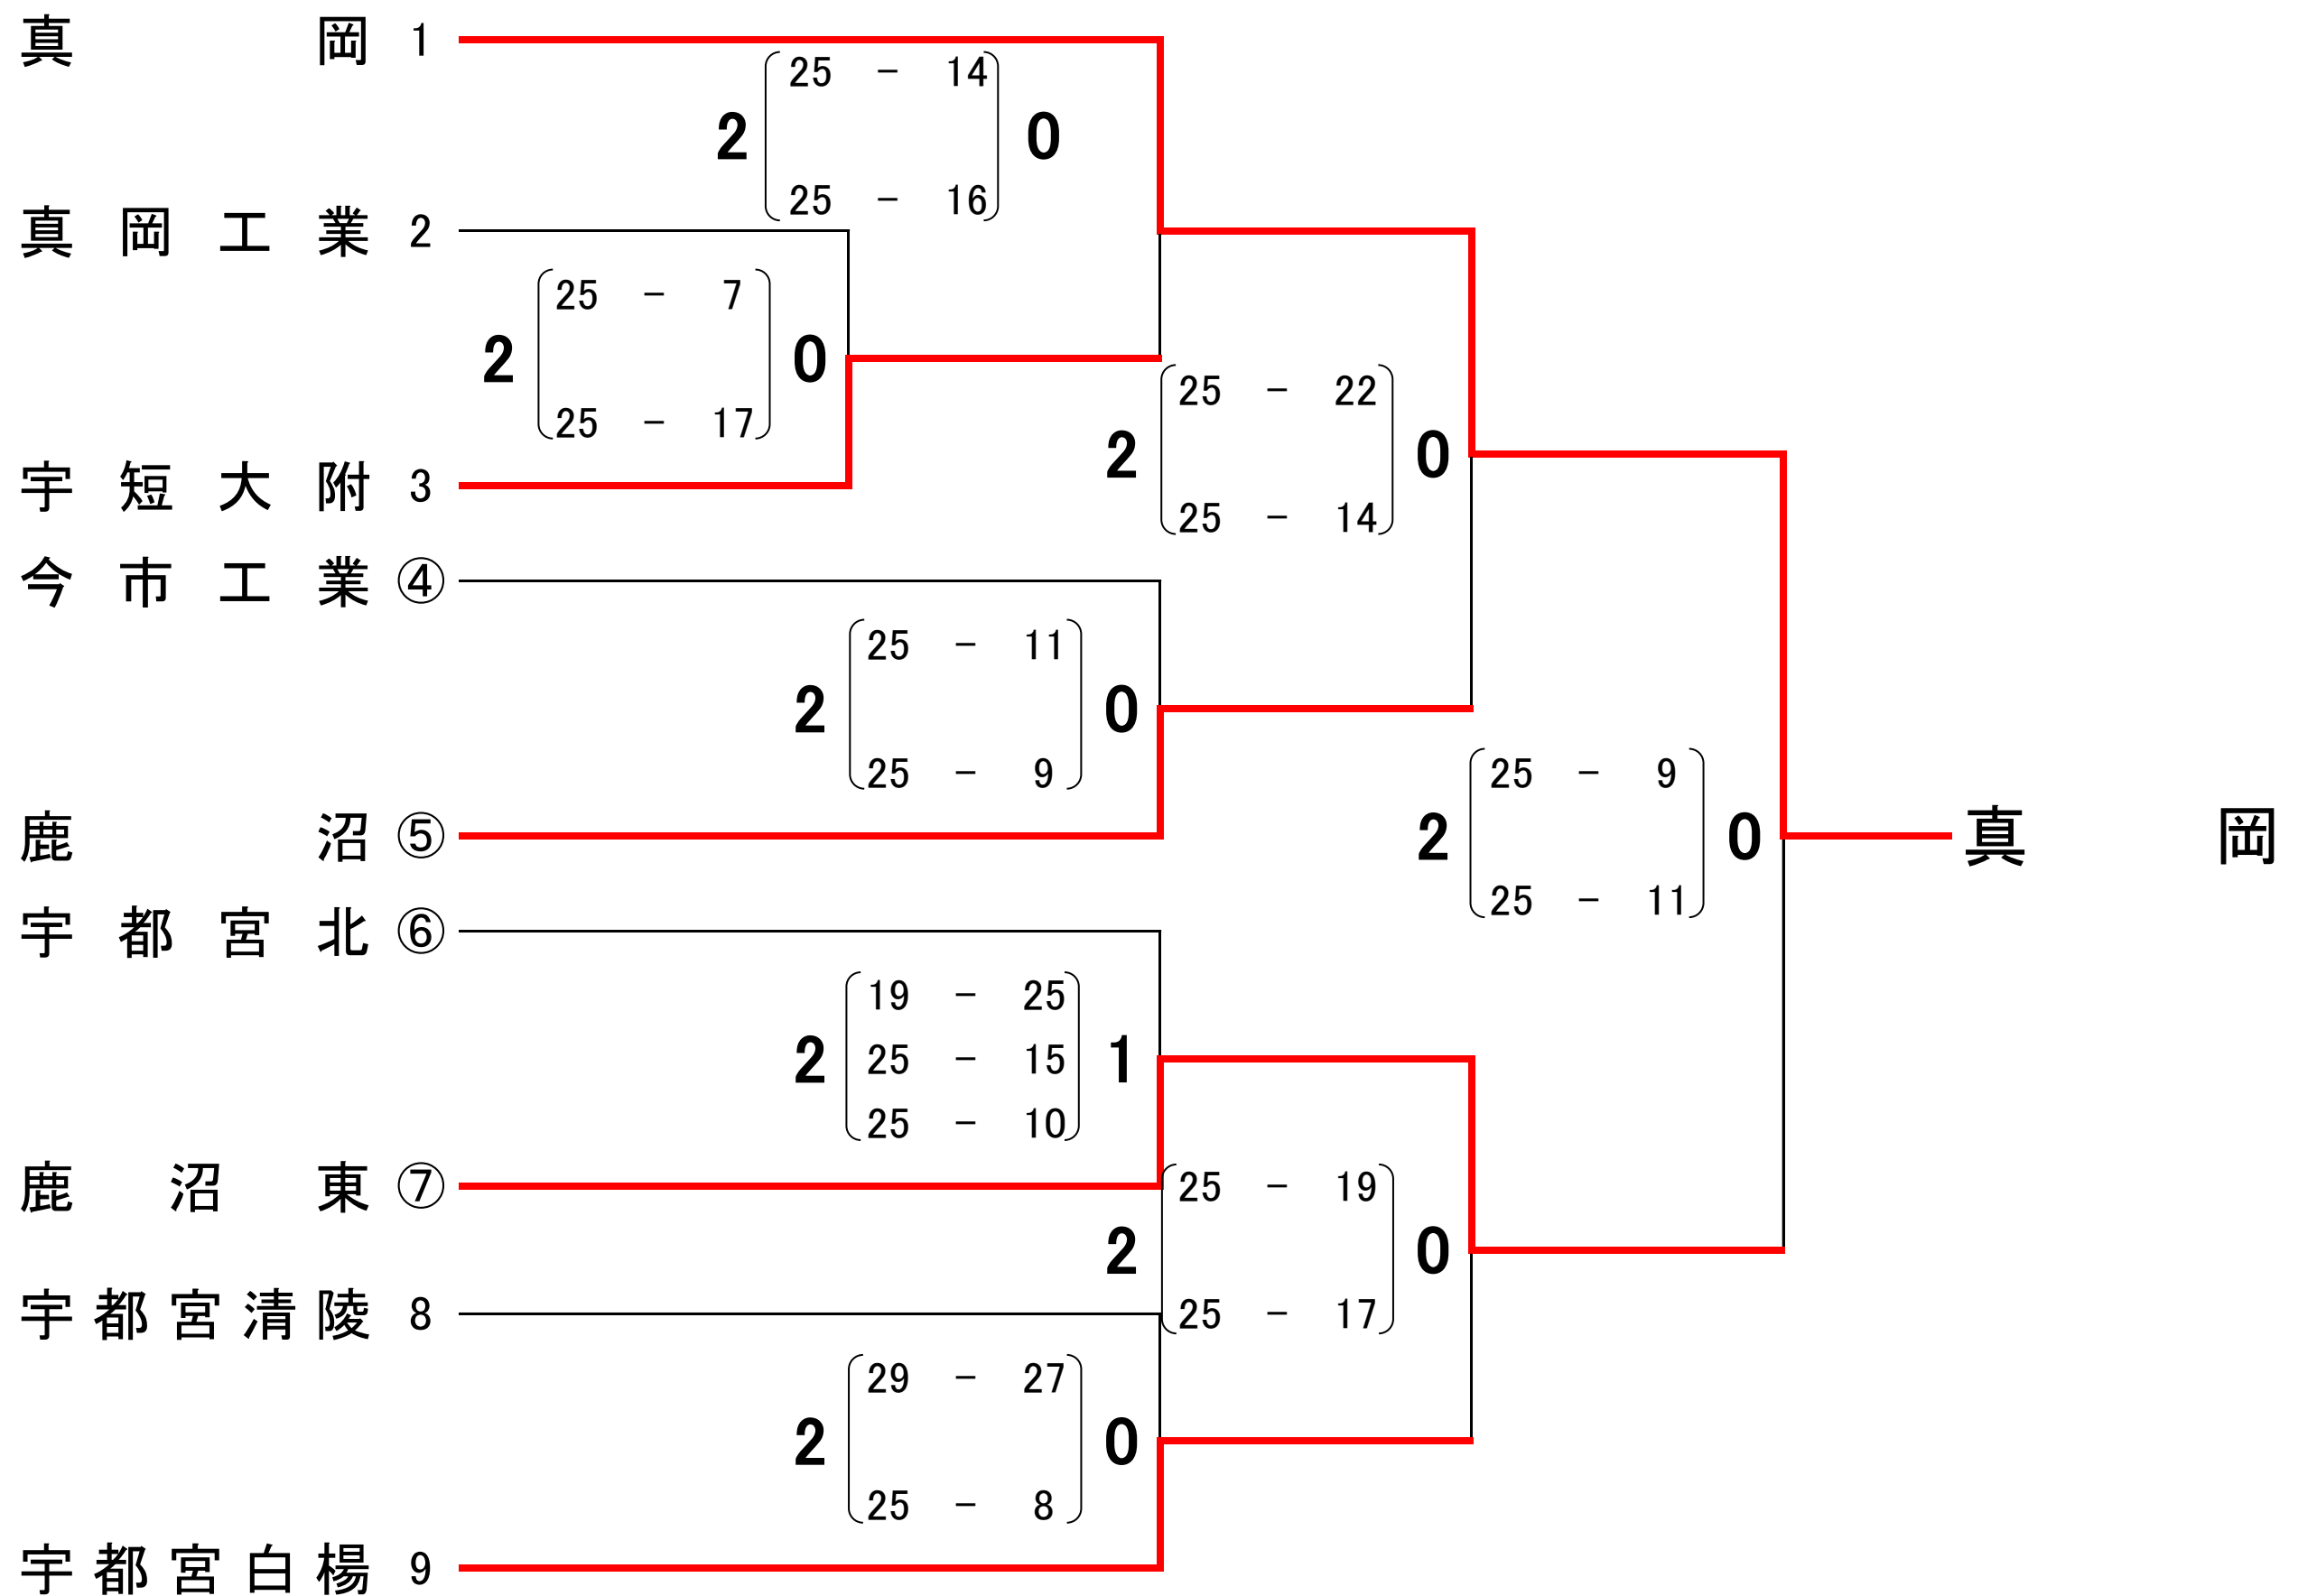 真岡 1
25 - 14
2 0
25 - 16
真岡工業 2
25 - 7
2 0
25 - 17
25 - 22
2 0
宇短大附 3
25 - 14
今市工業 ④
25 - 11
2 0
25 - 9
25 - 9
鹿沼 ⑤
2 0 真岡
25 - 11
宇都宮北 ⑥
19 - 25
2 25 - 15 1
25 - 10
鹿沼東 ⑦
25 - 19
2 0
宇都宮清陵 8
25 - 17
29 - 27
2 0
25 - 8
宇都宮白楊 9